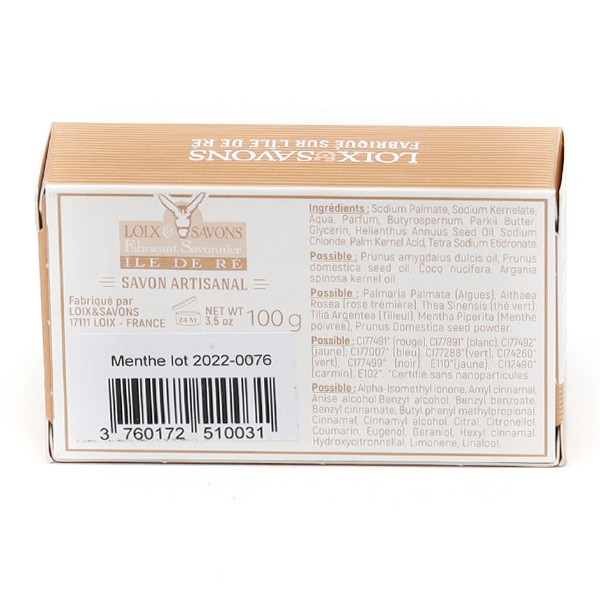 LOIX&SAVONS
FABRIQUÉ SUR L'ÎLE DE RÉ
LOIX & SAVONS
Fabricant Savonnier
ILE DE RÉ
SAVON ARTISANAL
Fabriqué par
LOIX&SAVONS
17111 LOIX - FRANCE
24 M
NET WT
3,5 oz
100 g
Menthe lot 2022-0076
3 760172 510031
Ingrédients : Sodium Palmate, Sodium Kernelate,
Aqua, Parfum, Butyrospernum Parkii Butter,
Glycerin, Helianthus Annuus Seed Oil, Sodium
Chloride, Palm Kernel Acid, Tetra Sodium Etidronate.
Possible : Prunus amygdalus dulcis oil, Prunus
domestica seed oil, Coco nucifera, Argania
spinosa kernel oil.
Possible : Palmaria Palmata (Algues), Althaea
Rosea (rose trémière), Thea Sinensis (thé vert),
Tilia Argentea (Tilleul), Mentha Piperita (Menthe
poivrée), Prunus Domestica seed powder.
Possible : CI77491" (rouge), CI77891" (blanc), CI77492"
(jaune), CI77007" (bleu), CI77288"(vert), CI74260"
(vert), CI77499" (noir), E110"(jaune), CI12490"
(carmin), E102" "Certifié sans nanoparticules".
Possible : Alpha-Isomethyl ionone, Amyl cinnamal,
Anise alcohol,Benzyl alcohol, Benzyl benzoate,
Benzyl cinnamate, Butyl phenyl methylpropional,
Cinnamal, Cinnamyl alcohol, Citral, Citronellol,
Coumarin, Eugenol, Geraniol, Hexyl cinnamal,
Hydroxycitronnellal, Limonene, Linalool.